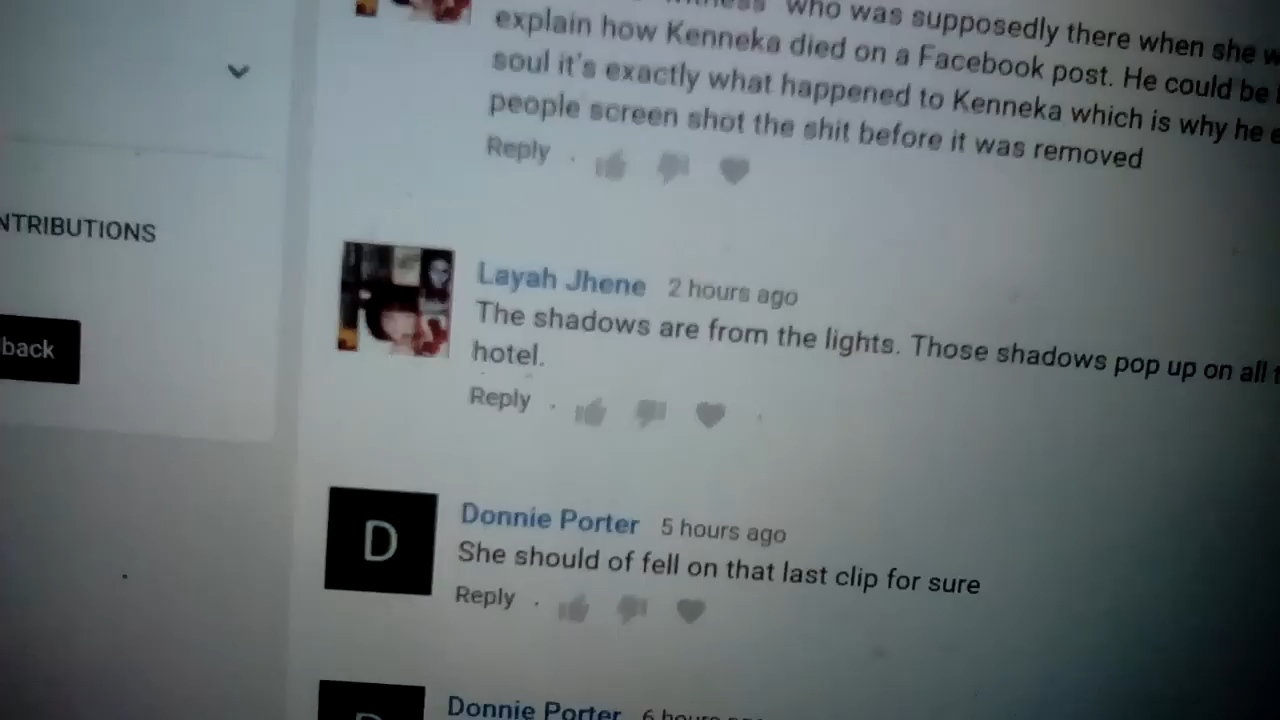 who was supposedly there when she
explain how Kenneka died on a Facebook post. He could be
soul it's exactly what happened to Kenneka which is why he
people screen shot the shit before it was removed
Reply
NTRIBUTIONS
Layah Jhene 2 hours ago
The shadows are from the lights. Those shadows pop up on all
hotel.
Reply
back
D
Donnie Porter 5 hours ago
She should of fell on that last clip for sure
Reply
Donnie Porter 6 hours